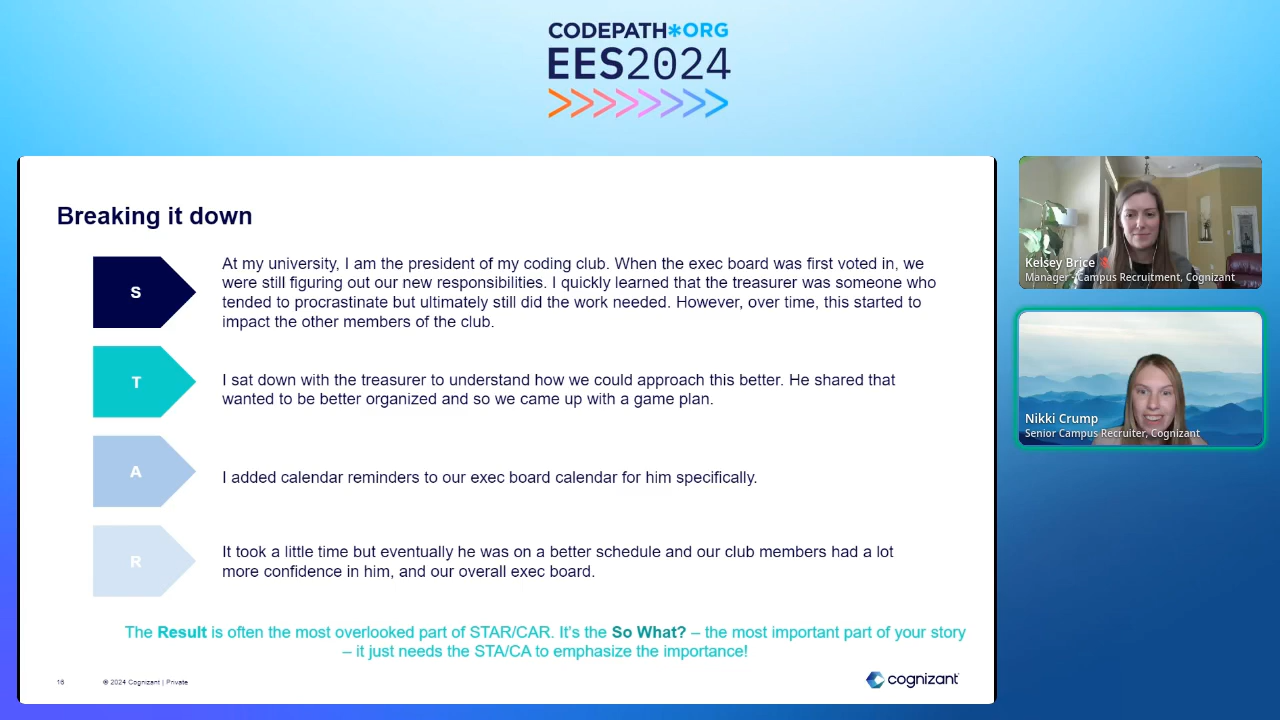 CODEPATH*ORG
EES2024
Breaking it down
S
At my university, I am the president of my coding club. When the exec board was first voted in, we
were still figuring out our new responsibilities. I quickly learned that the treasurer was someone who
tended to procrastinate but ultimately still did the work needed. However, over time, this started to
impact the other members of the club.
T
I sat down with the treasurer to understand how we could approach this better. He shared that
wanted to be better organized and so we came up with a game plan.
A
I added calendar reminders to our exec board calendar for him specifically.
R
It took a little time but eventually he was on a better schedule and our club members had a lot
more confidence in him, and our overall exec board.
The Result is often the most overlooked part of STAR/CAR. It's the So What? – the most important part of your story
– it just needs the STA/CA to emphasize the importance!
16
© 2024 Cognizant | Private
cognizant
Kelsey Brice
Manager - Campus Recruitment, Cognizant
Nikki Crump
Senior Campus Recruiter, Cognizant